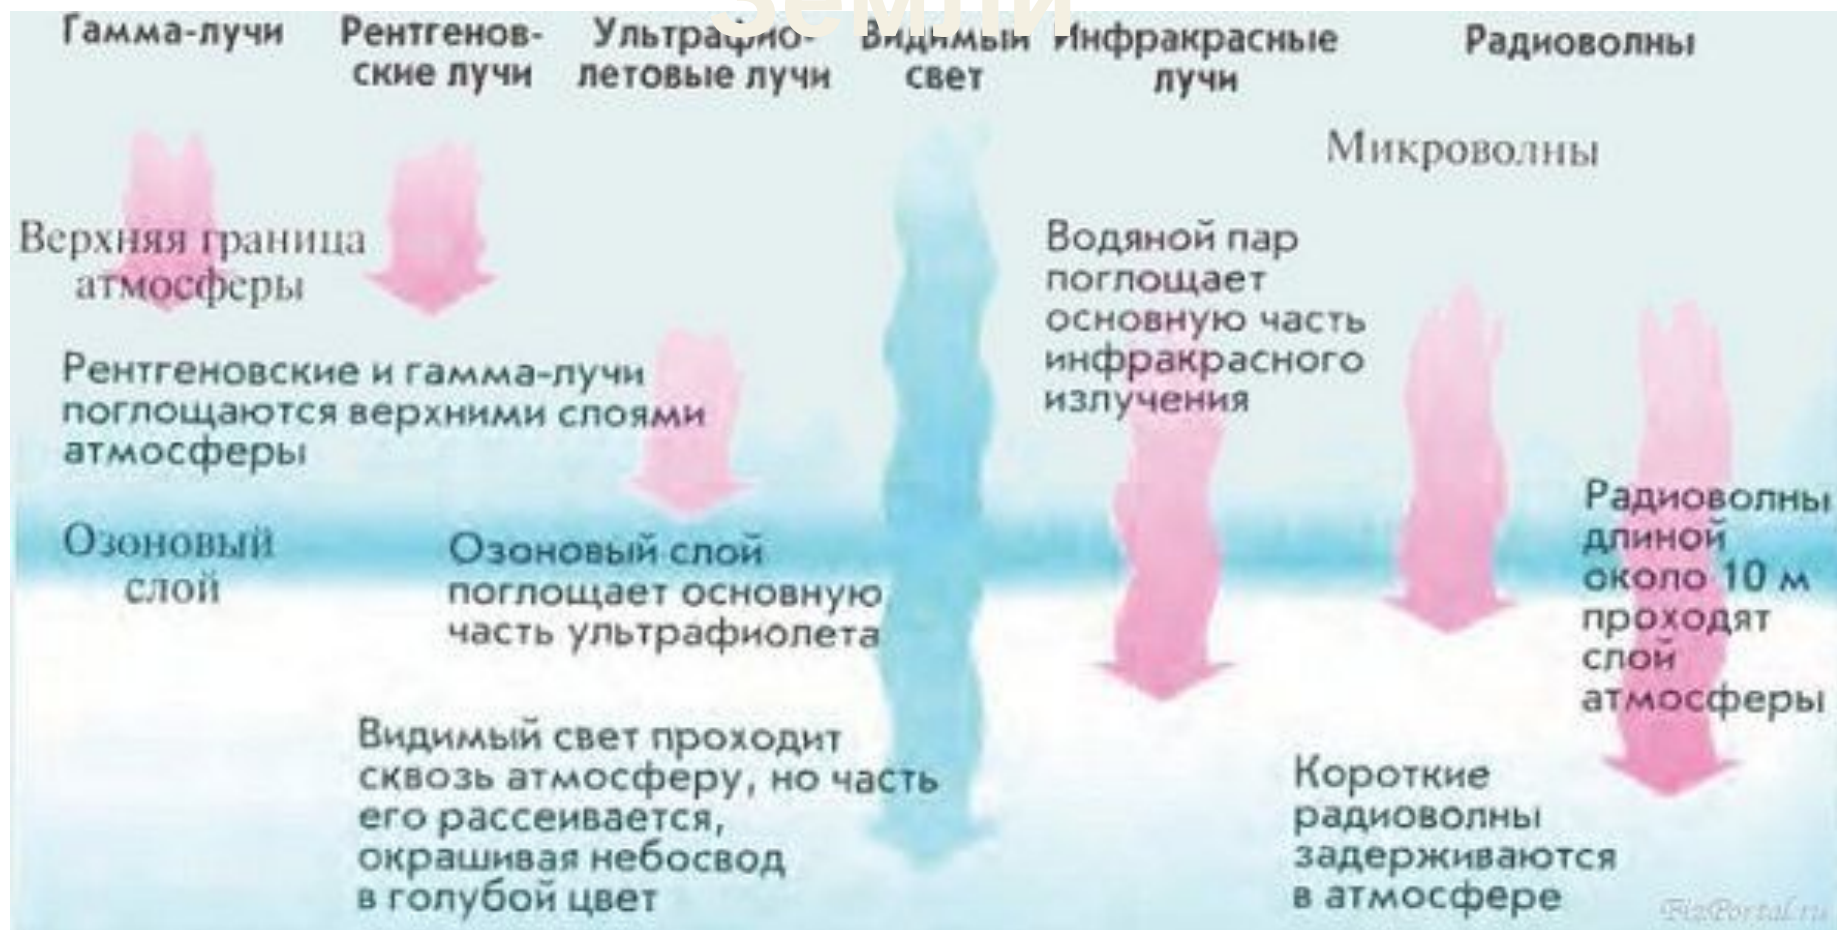 Земли
Гамма-лучи
Рентгенов-
ские лучи
Ультрафио-
летовые лучи
Видимый
свет
Инфракрасные
лучи
Радиоволны
Микроволны
Верхняя граница
атмосферы
Водяной пар
поглощает
основную часть
инфракрасного
излучения
Рентгеновские и гамма-лучи
поглощаются верхними слоями
атмосферы
Радиоволны
длиной
около 10 м
проходят
слой
атмосферы
Озоновый
слой
Озоновый слой
поглощает основную
часть ультрафиолета
Видимый свет проходит
сквозь атмосферу, но часть
его рассеивается,
окрашивая небосвод
в голубой цвет
Короткие
радиоволны
задерживаются
в атмосфере
FizPortal.ru